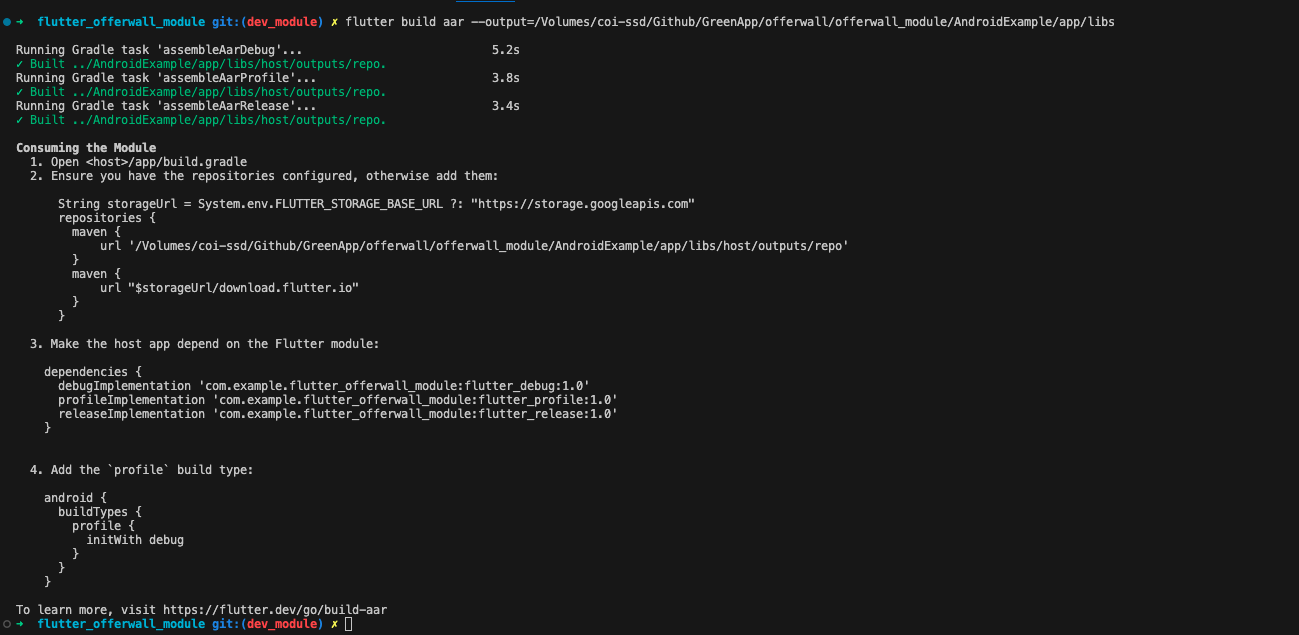 ➜  flutter_offerwall_module git:(dev_module) ✗ flutter build aar --output=/Volumes/coi-ssd/Github/GreenApp/offerwall/offerwall_module/AndroidExample/app/libs
Running Gradle task 'assembleAarDebug'...                           5.2s
✓ Built ../AndroidExample/app/libs/host/outputs/repo.
Running Gradle task 'assembleAarProfile'...                         3.8s
✓ Built ../AndroidExample/app/libs/host/outputs/repo.
Running Gradle task 'assembleAarRelease'...                         3.4s
✓ Built ../AndroidExample/app/libs/host/outputs/repo.
Consuming the Module
  1. Open <host>/app/build.gradle
  2. Ensure you have the repositories configured, otherwise add them:
      String storageUrl = System.env.FLUTTER_STORAGE_BASE_URL ?: "https://storage.googleapis.com"
      repositories {
        maven {
            url '/Volumes/coi-ssd/Github/GreenApp/offerwall/offerwall_module/AndroidExample/app/libs/host/outputs/repo'
        }
        maven {
            url "$storageUrl/download.flutter.io"
        }
      }
  3. Make the host app depend on the Flutter module:
    dependencies {
      debugImplementation 'com.example.flutter_offerwall_module:flutter_debug:1.0'
      profileImplementation 'com.example.flutter_offerwall_module:flutter_profile:1.0'
      releaseImplementation 'com.example.flutter_offerwall_module:flutter_release:1.0'
    }
  4. Add the `profile` build type:
    android {
      buildTypes {
        profile {
          initWith debug
        }
      }
    }
To learn more, visit https://flutter.dev/go/build-aar
➜  flutter_offerwall_module git:(dev_module) ✗